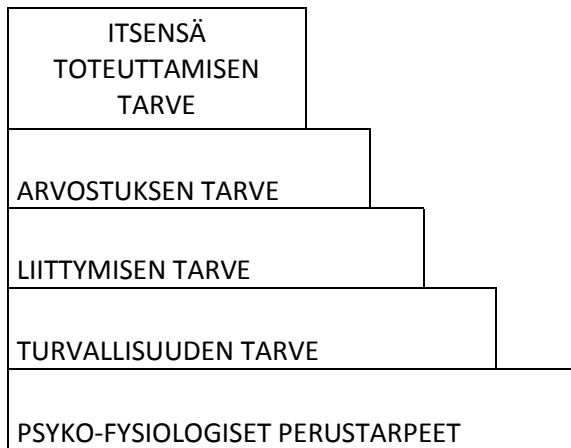 ITSENSÄ
TOTEUTTAMISEN
TARVE
ARVOSTUKSEN TARVE
LIITTYMISEN TARVE
TURVALLISUUDEN TARVE
PSYKO-FYSIOLOGISET PERUSTARPEET